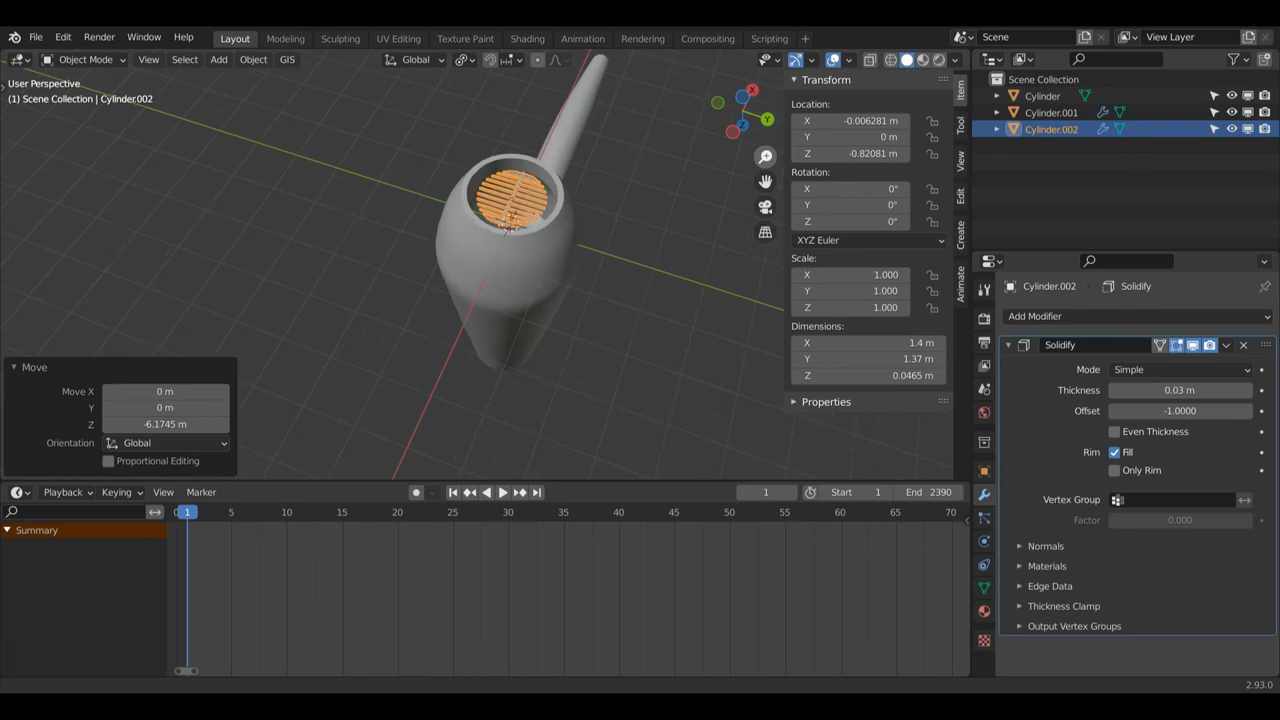 File Edit Render Window Help Layout Modeling Sculpting UV Editing Texture Paint Shading Animation Rendering Compositing Scripting + Scene View Layer
Object Mode View Select Add Object GIS Global
User Perspective
(1) Scene Collection | Cylinder.002
X
Y
Z
Transform
Location:
X -0.006281 m
Y 0 m
Z -0.82081 m
Rotation:
X 0°
Y 0°
Z 0°
XYZ Euler
Scale:
X 1.000
Y 1.000
Z 1.000
Dimensions:
X 1.4 m
Y 1.37 m
Z 0.0465 m
Properties
Item
Tool
View
Edit
Create
Animate
Scene Collection
Cylinder
Cylinder.001
Cylinder.002
Cylinder.002 Solidify
Add Modifier
Solidify
Mode Simple
Thickness 0.03 m
Offset -1.0000
Even Thickness
Rim Fill
Only Rim
Vertex Group
Factor 0.000
Normals
Materials
Edge Data
Thickness Clamp
Output Vertex Groups
Move
Move X 0 m
Y 0 m
Z -6.1745 m
Orientation Global
Proportional Editing
Playback Keying View Marker 1 Start 1 End 2390
0 1 5 10 15 20 25 30 35 40 45 50 55 60 65 70
Summary
2.93.0